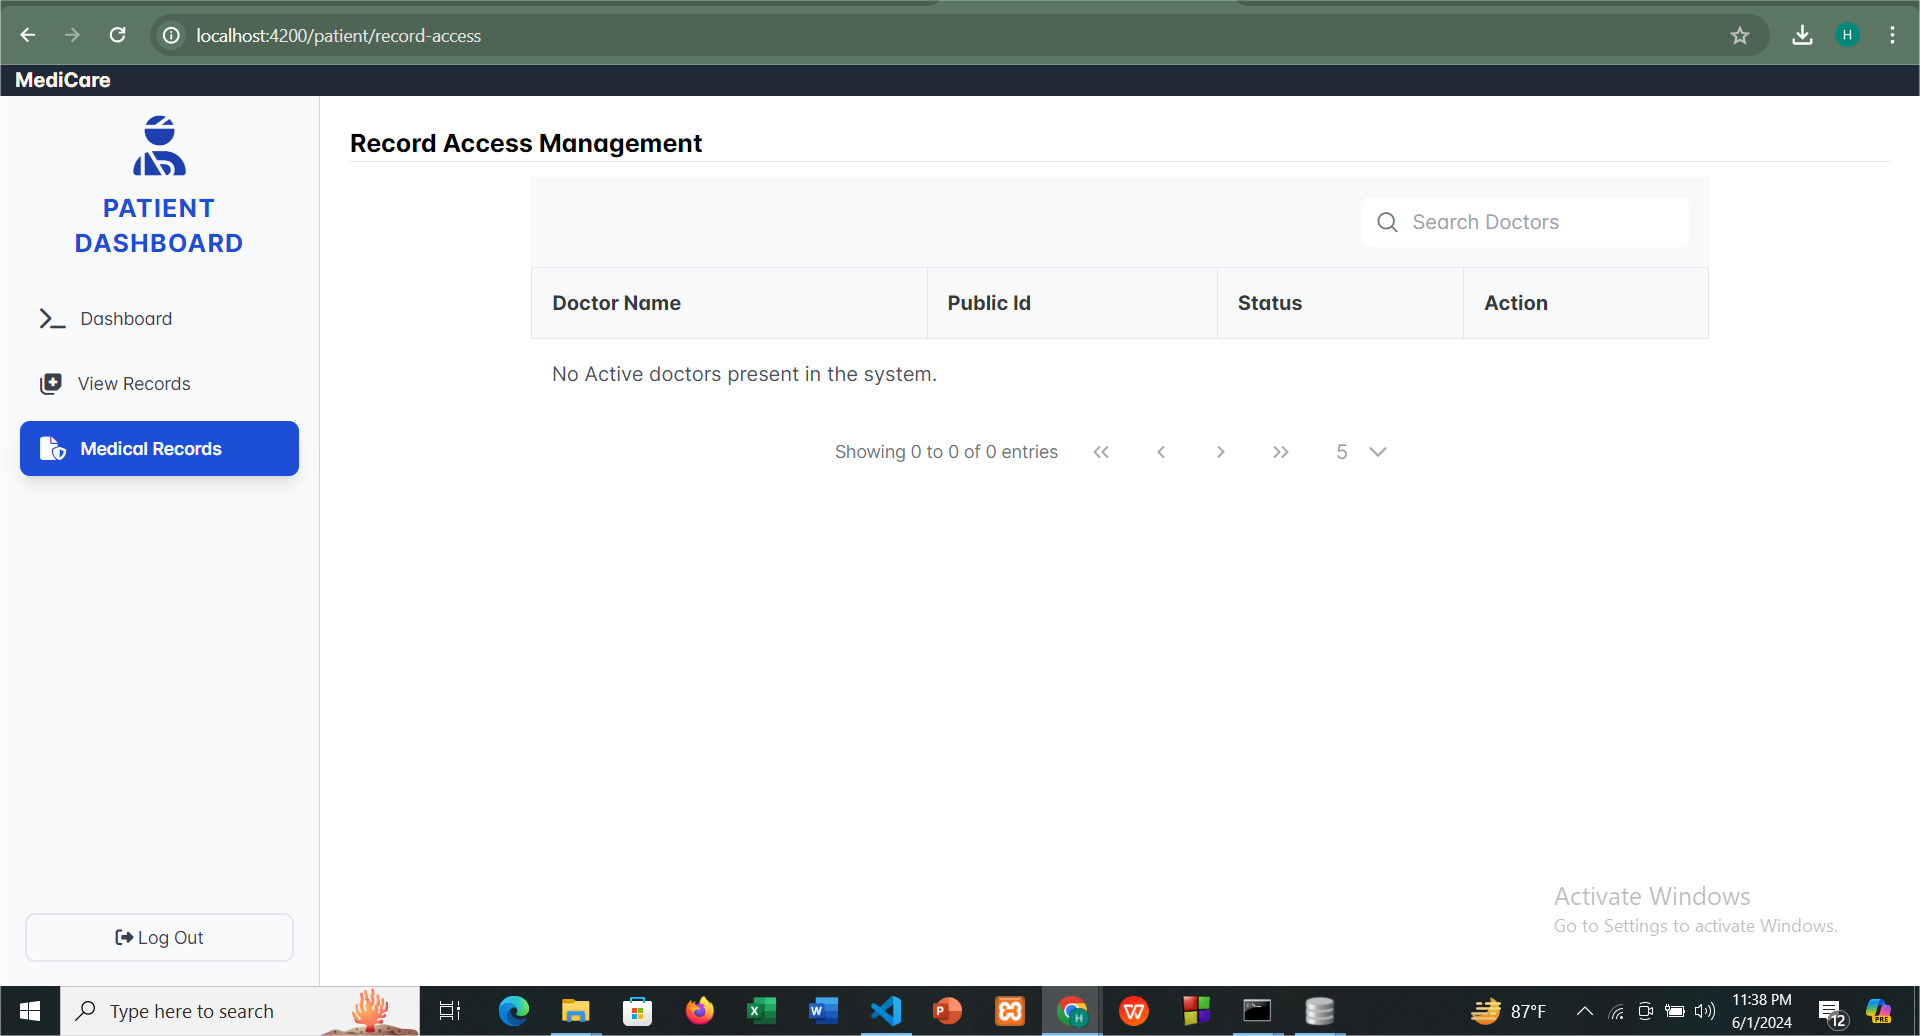 localhost:4200/patient/record-access
H
MediCare
PATIENT
DASHBOARD
Dashboard
View Records
Medical Records
Log Out
Record Access Management
Search Doctors
Doctor Name Public Id Status Action
No Active doctors present in the system.
Showing 0 to 0 of 0 entries 5
Activate Windows
Go to Settings to activate Windows.
Type here to search
87°F
11:38 PM
6/1/2024
12
PRE